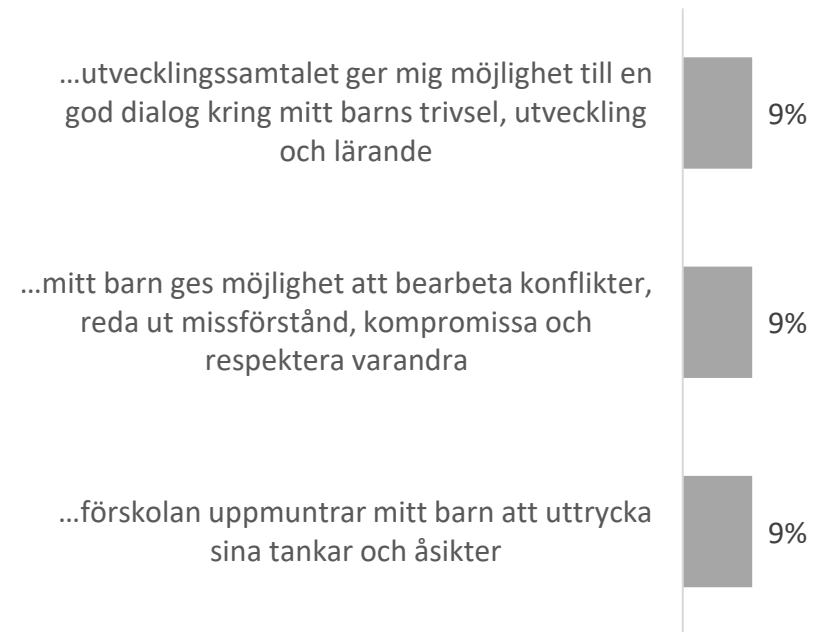 …utvecklingssamtalet ger mig möjlighet till en
god dialog kring mitt barns trivsel, utveckling
och lärande
9%
…mitt barn ges möjlighet att bearbeta konflikter,
reda ut missförstånd, kompromissa och
respektera varandra
9%
…förskolan uppmuntrar mitt barn att uttrycka
sina tankar och åsikter
9%